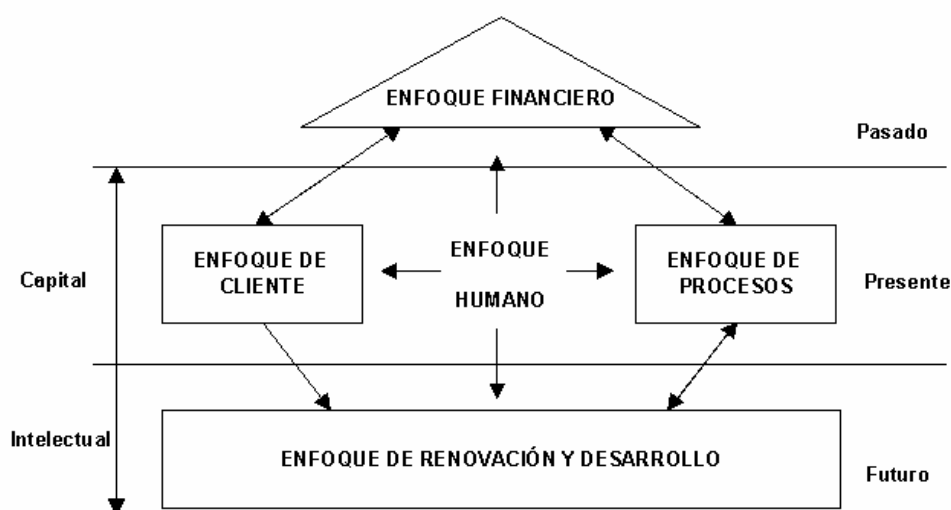 ENFOQUE FINANCIERO
Pasado
ENFOQUE DE
CLIENTE
ENFOQUE
HUMANO
ENFOQUE DE
PROCESOS
Capital
Presente
Intelectual
ENFOQUE DE RENOVACIÓN Y DESARROLLO
Futuro